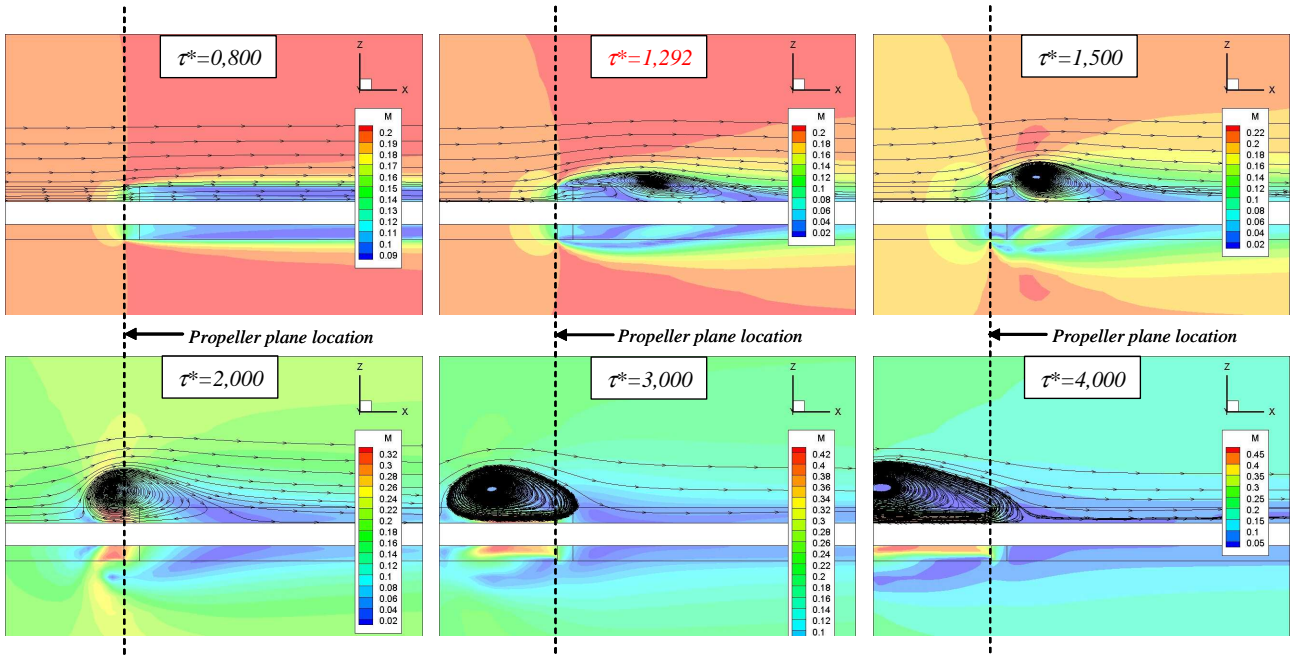 τ*=0,800
Z
X
M
0.2
0.19
0.18
0.17
0.16
0.15
0.14
0.13
0.12
0.11
0.1
0.09
τ*=1,292
Z
X
M
0.2
0.18
0.16
0.14
0.12
0.1
0.08
0.06
0.04
0.02
τ*=1,500
Z
X
M
0.22
0.2
0.18
0.16
0.14
0.12
0.1
0.08
0.06
0.04
0.02
Propeller plane location
Propeller plane location
Propeller plane location
τ*=2,000
Z
X
M
0.32
0.3
0.28
0.26
0.24
0.22
0.2
0.18
0.16
0.14
0.12
0.1
0.08
0.06
0.04
0.02
τ*=3,000
Z
X
M
0.42
0.4
0.38
0.36
0.34
0.32
0.3
0.28
0.26
0.24
0.22
0.2
0.18
0.16
0.14
0.12
0.1
τ*=4,000
Z
X
M
0.45
0.4
0.35
0.3
0.25
0.2
0.15
0.1
0.05